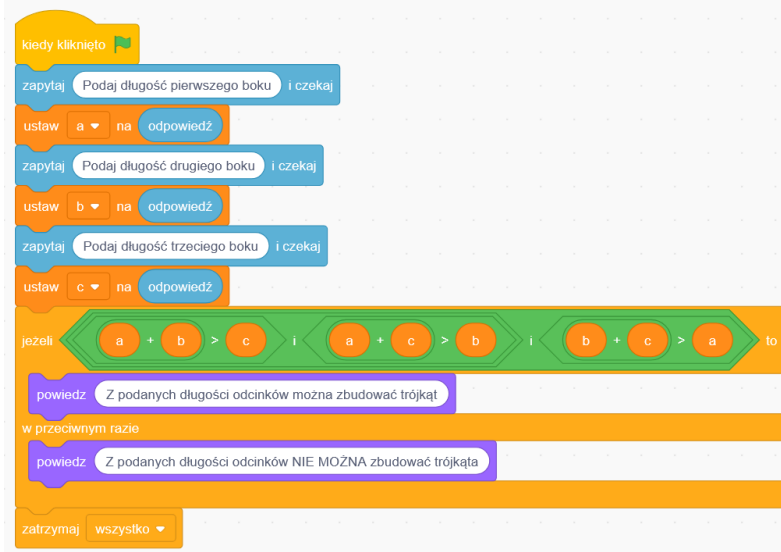 kiedy kliknięto
zapytaj Podaj długość pierwszego boku i czekaj
ustaw a na odpowiedź
zapytaj Podaj długość drugiego boku i czekaj
ustaw b na odpowiedź
zapytaj Podaj długość trzeciego boku i czekaj
ustaw c na odpowiedź
jeżeli a + b > c i a + c > b i b + c > a to
powiedz Z podanych długości odcinków można zbudować trójkąt
w przeciwnym razie
powiedz Z podanych długości odcinków NIE MOŻNA zbudować trójkąta
zatrzymaj wszystko